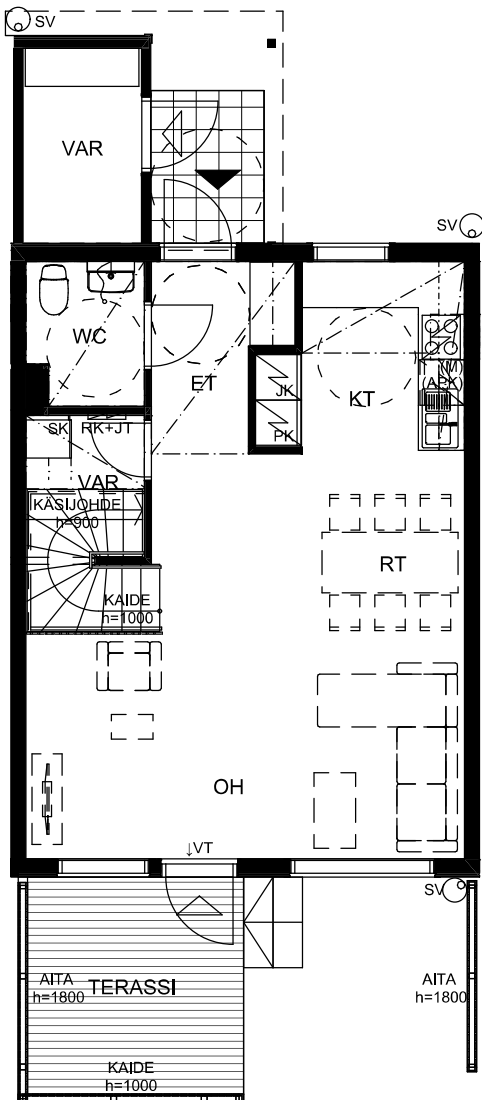 SV
VAR
SV
WC
ET
JK
PK
KT
(M)
(APK)
SK RK+JT
VAR
KÄSIJOHDE
h=900
KAIDE
h=1000
RT
OH
↓VT
SV
AITA
h=1800
TERASSI
AITA
h=1800
KAIDE
h=1000